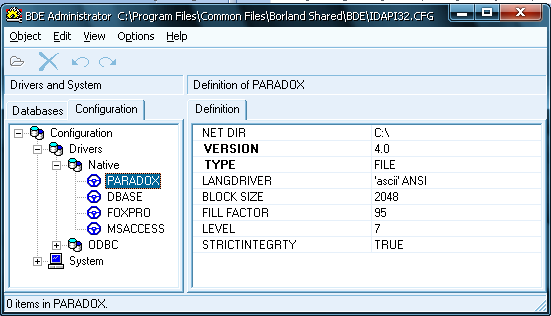 BDE Administrator C:\Program Files\Common Files\Borland Shared\BDE\IDAPI32.CFG
Object Edit View Options Help
Drivers and System
Definition of PARADOX
Databases Configuration
Definition
Configuration
Drivers
Native
PARADOX
DBASE
FOXPRO
MSACCESS
ODBC
System
NET DIR C:\
VERSION 4.0
TYPE FILE
LANGDRIVER 'ascii' ANSI
BLOCK SIZE 2048
FILL FACTOR 95
LEVEL 7
STRICTINTEGRTY TRUE
0 items in PARADOX.